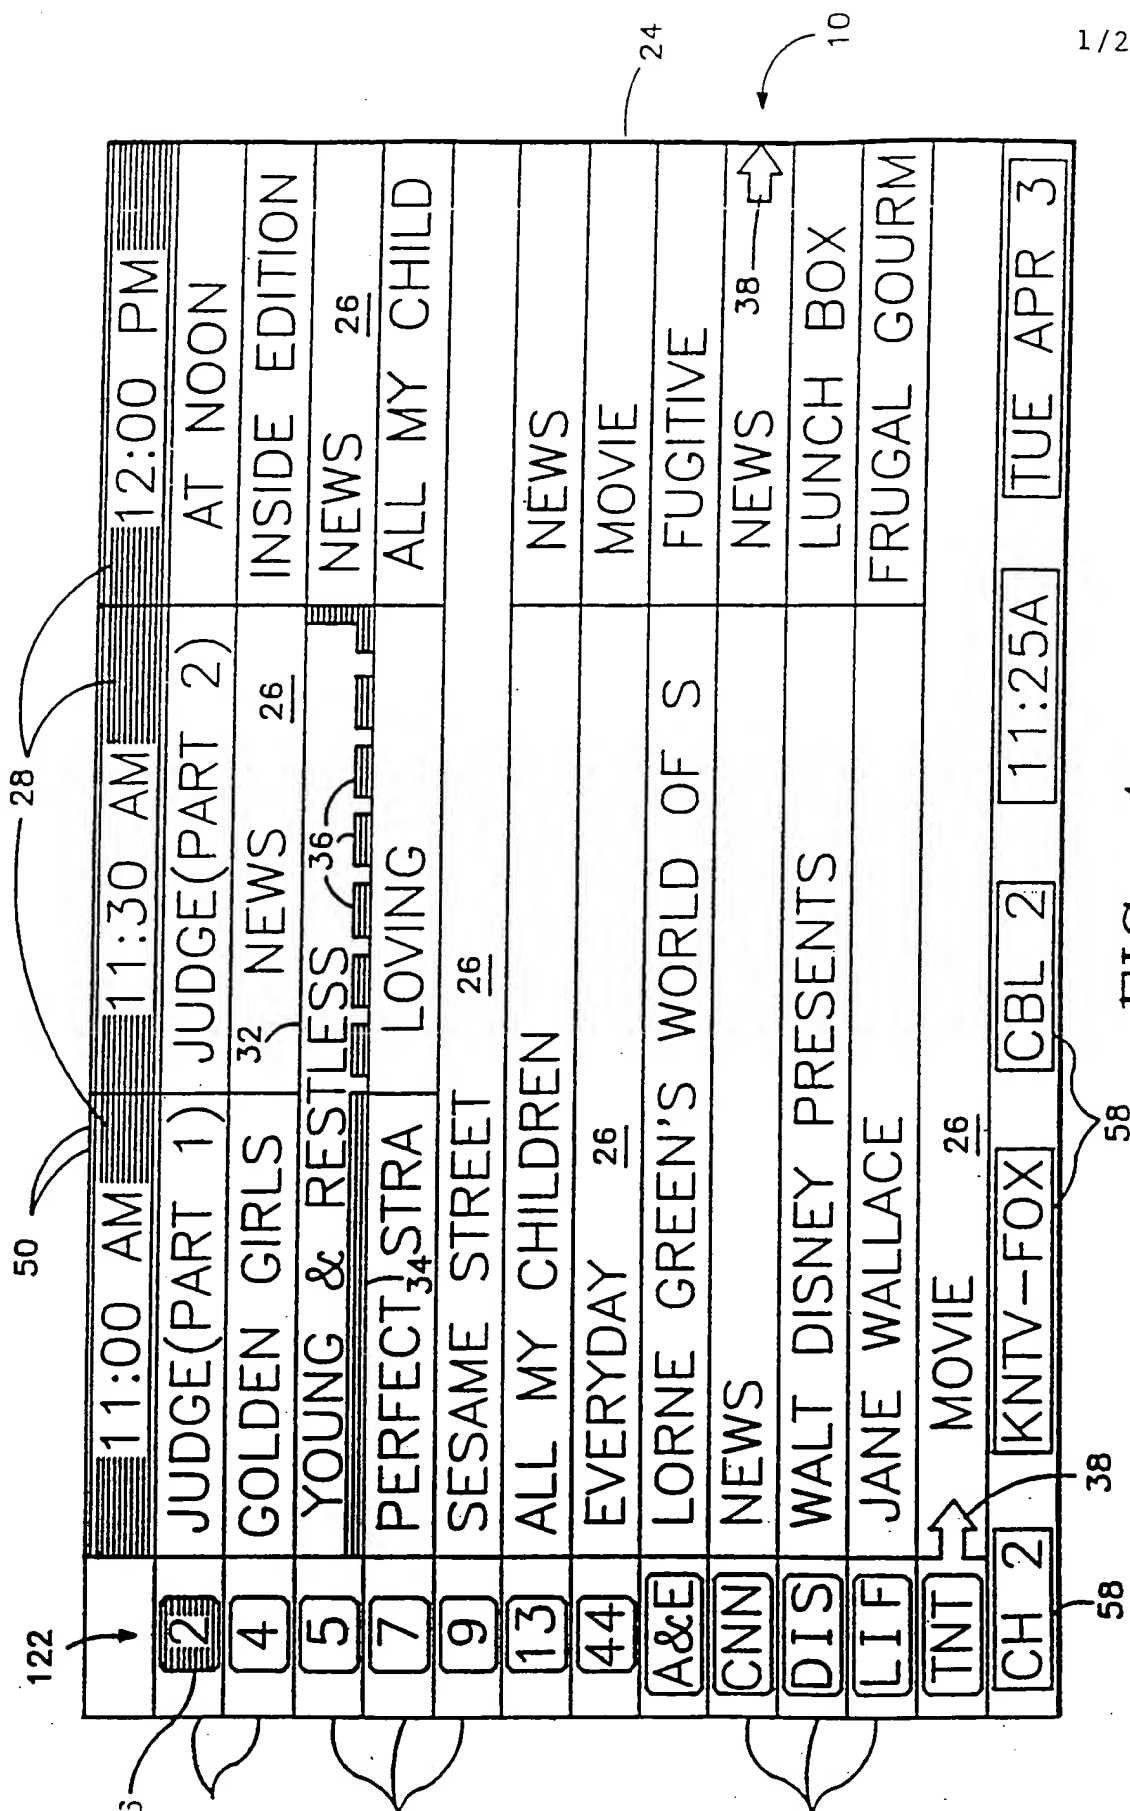 1/2
50
28
24
10
122
11:00 AM 11:30 AM 12:00 PM
2 JUDGE(PART 1) JUDGE(PART 2) AT NOON
4 GOLDEN GIRLS 32 NEWS 26 INSIDE EDITION
5 YOUNG & RESTLESS 36 NEWS 26
7 PERFECT STRA 34 LOVING ALL MY CHILD
9 SESAME STREET 26
13 ALL MY CHILDREN NEWS
44 EVERYDAY 26 MOVIE
A&E LORNE GREEN'S WORLD OF S FUGITIVE
CNN NEWS NEWS 38
DIS WALT DISNEY PRESENTS LUNCH BOX
LIF JANE WALLACE FRUGAL GOURM
TNT MOVIE 26
CH 2 KNTV-FOX CBL 2 11:25A TUE APR 3
58 38 58